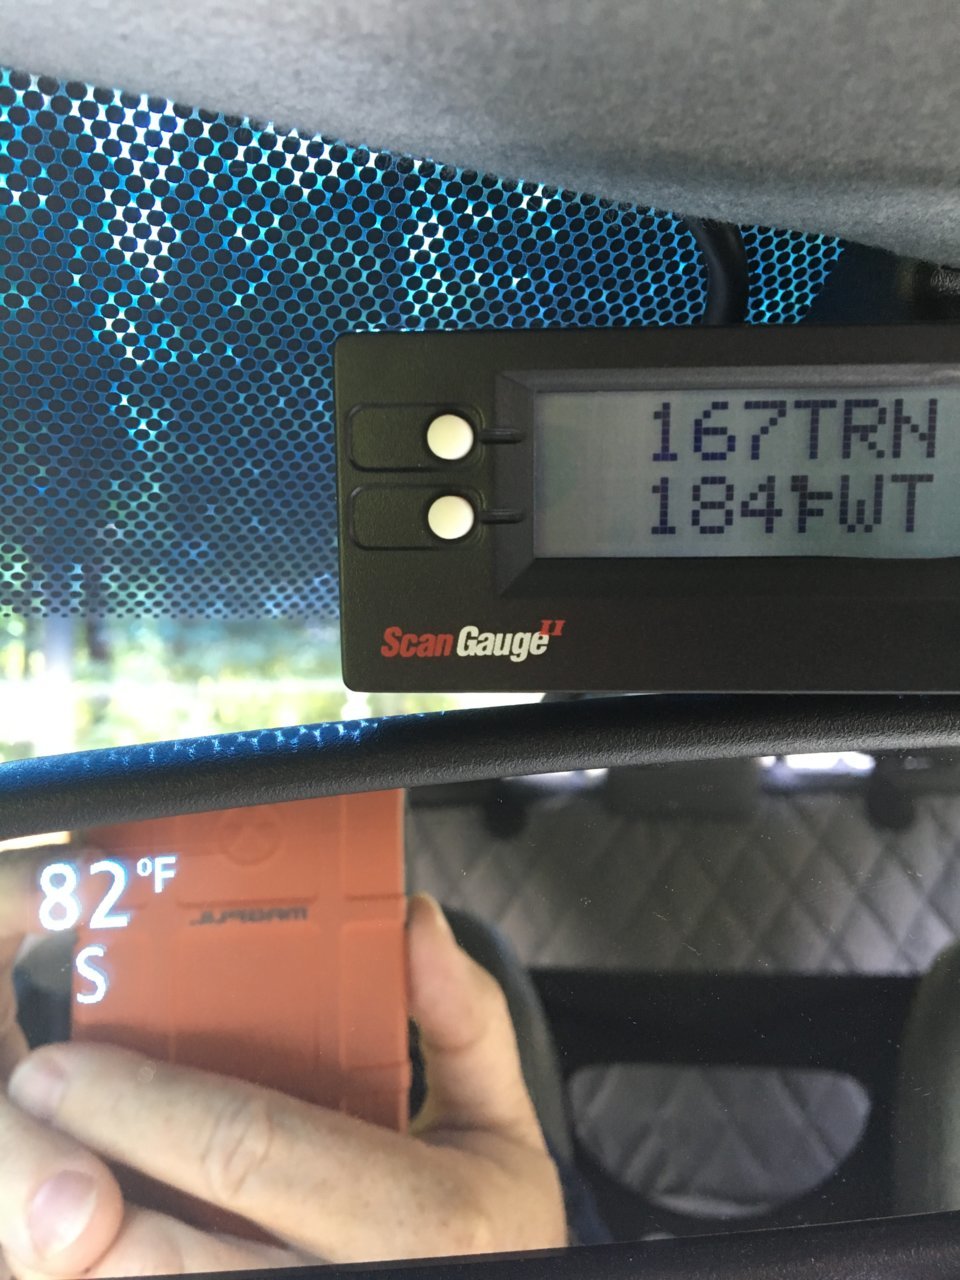 167TRN
184°FWT
ScanGauge II
82°F
S